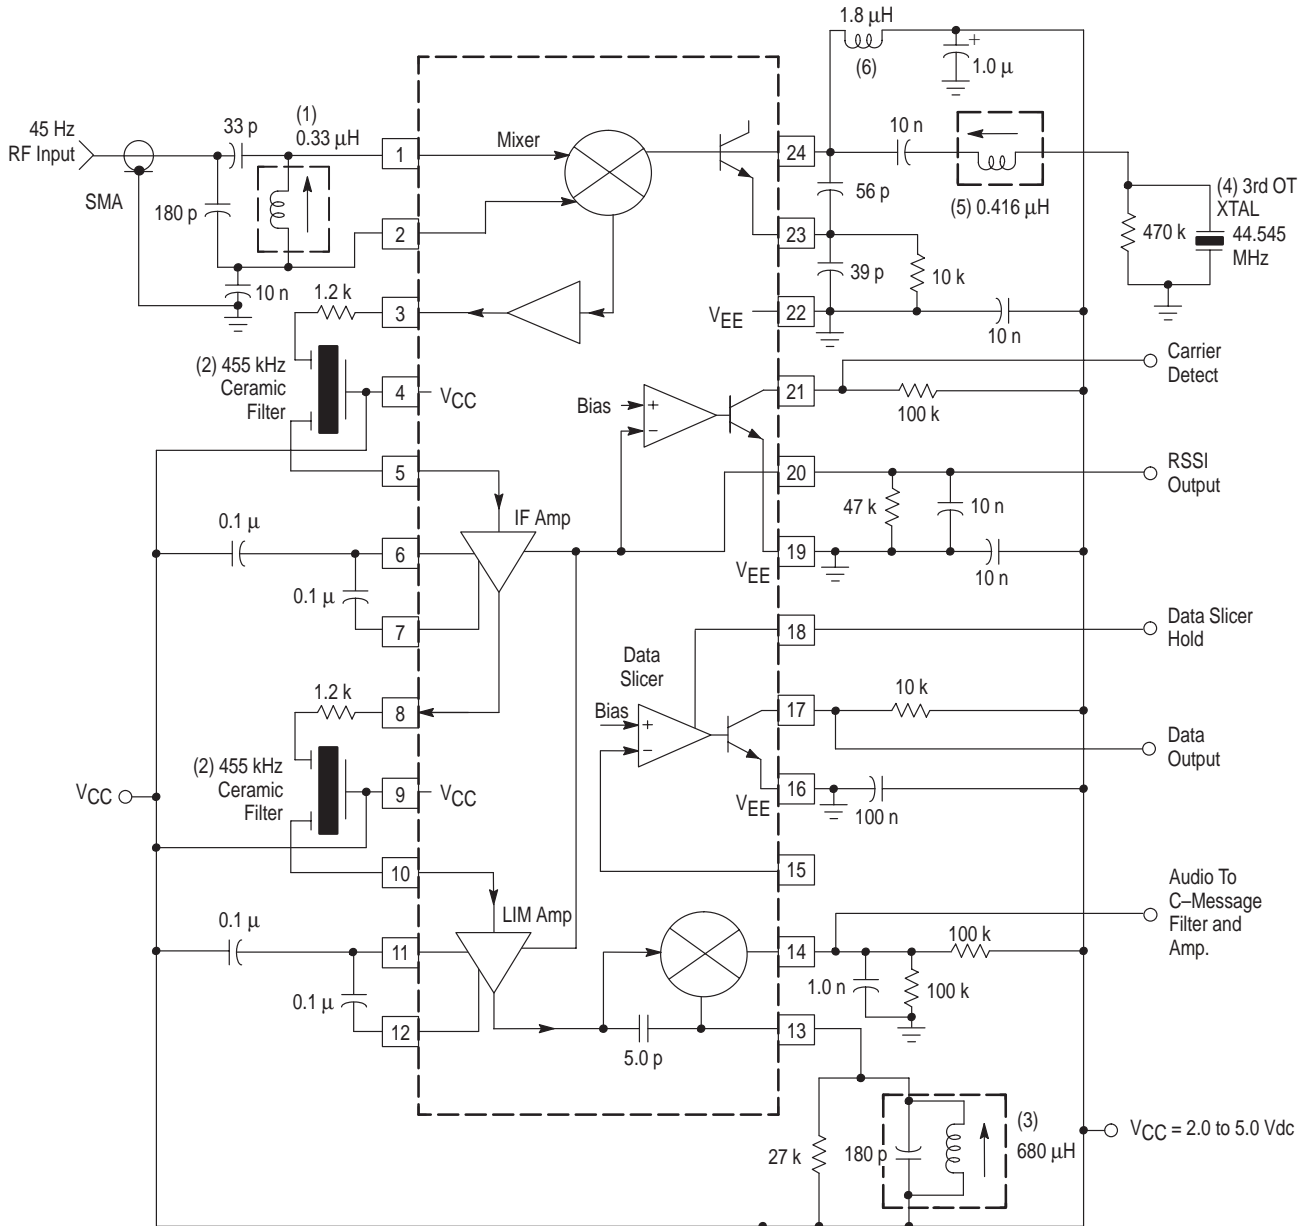 1.8 µH
(6)
+
1.0 µ
45 Hz
RF Input
SMA
33 p
(1)
0.33 µH
180 p
10 n
1
2
Mixer
24
10 n
56 p
(5) 0.416 µH
(4) 3rd OT
XTAL
44.545
MHz
470 k
23
39 p
10 k
1.2 k
3
VEE
22
10 n
(2) 455 kHz
Ceramic
Filter
4
VCC
Bias
+
−
21
100 k
Carrier
Detect
5
20
47 k
10 n
RSSI
Output
0.1 µ
6
IF Amp
VEE
19
10 n
0.1 µ
7
18
Data Slicer
Hold
Data
Slicer
1.2 k
8
Bias
+
−
17
10 k
Data
Output
(2) 455 kHz
Ceramic
Filter
VCC
9
VCC
VEE
16
100 n
10
15
Audio To
C–Message
Filter and
Amp.
0.1 µ
11
LIM Amp
14
100 k
1.0 n
100 k
0.1 µ
12
5.0 p
13
27 k
180 p
(3)
680 µH
VCC = 2.0 to 5.0 Vdc